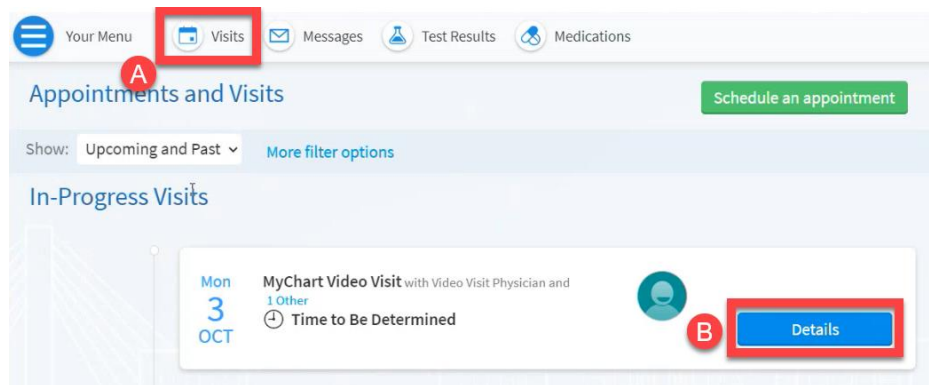 Your Menu Visits Messages Test Results Medications
A
Appointments and Visits
Schedule an appointment
Show: Upcoming and Past More filter options
In-Progress Visits
Mon
3
OCT
MyChart Video Visit with Video Visit Physician and
1 Other
Time to Be Determined
B
Details